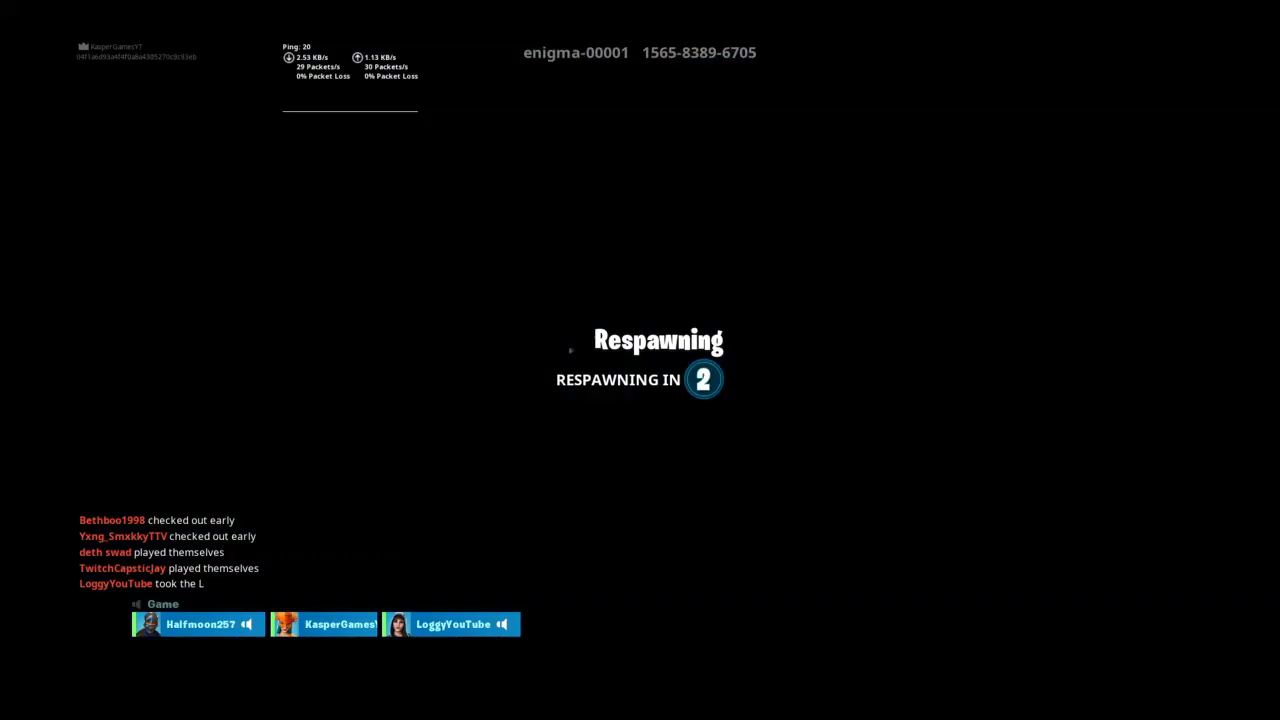 KasperGamesYT
Ping: 20
2.53 KB/s 1.13 KB/s
29 Packets/s 30 Packets/s
0% Packet Loss 0% Packet Loss
enigma-00001 1565-8389-6705
Respawning
RESPAWNING IN 2
Bethboo1998 checked out early
Yxng_SmxkkyTTV checked out early
deth swad played themselves
TwitchCapsticJay played themselves
LoggyYouTube took the L
Game
Halfmoon257 KasperGamesY LoggyYouTube